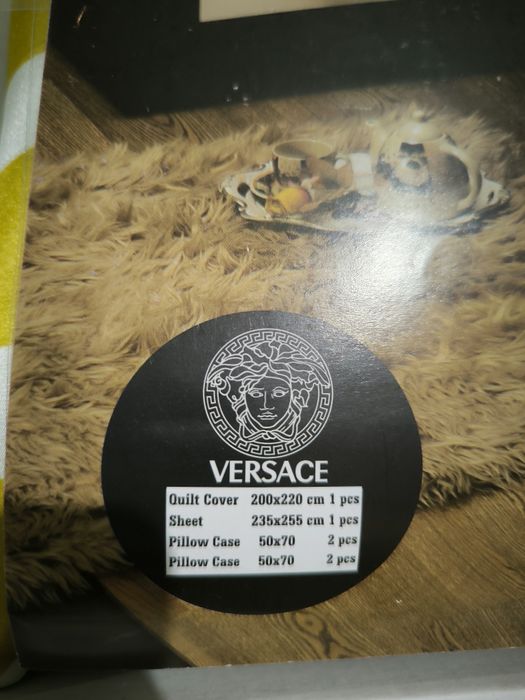 VERSACE
Quilt Cover 200x220 cm 1 pcs
Sheet 235x255 cm 1 pcs
Pillow Case 50x70 2 pcs
Pillow Case 50x70 2 pcs